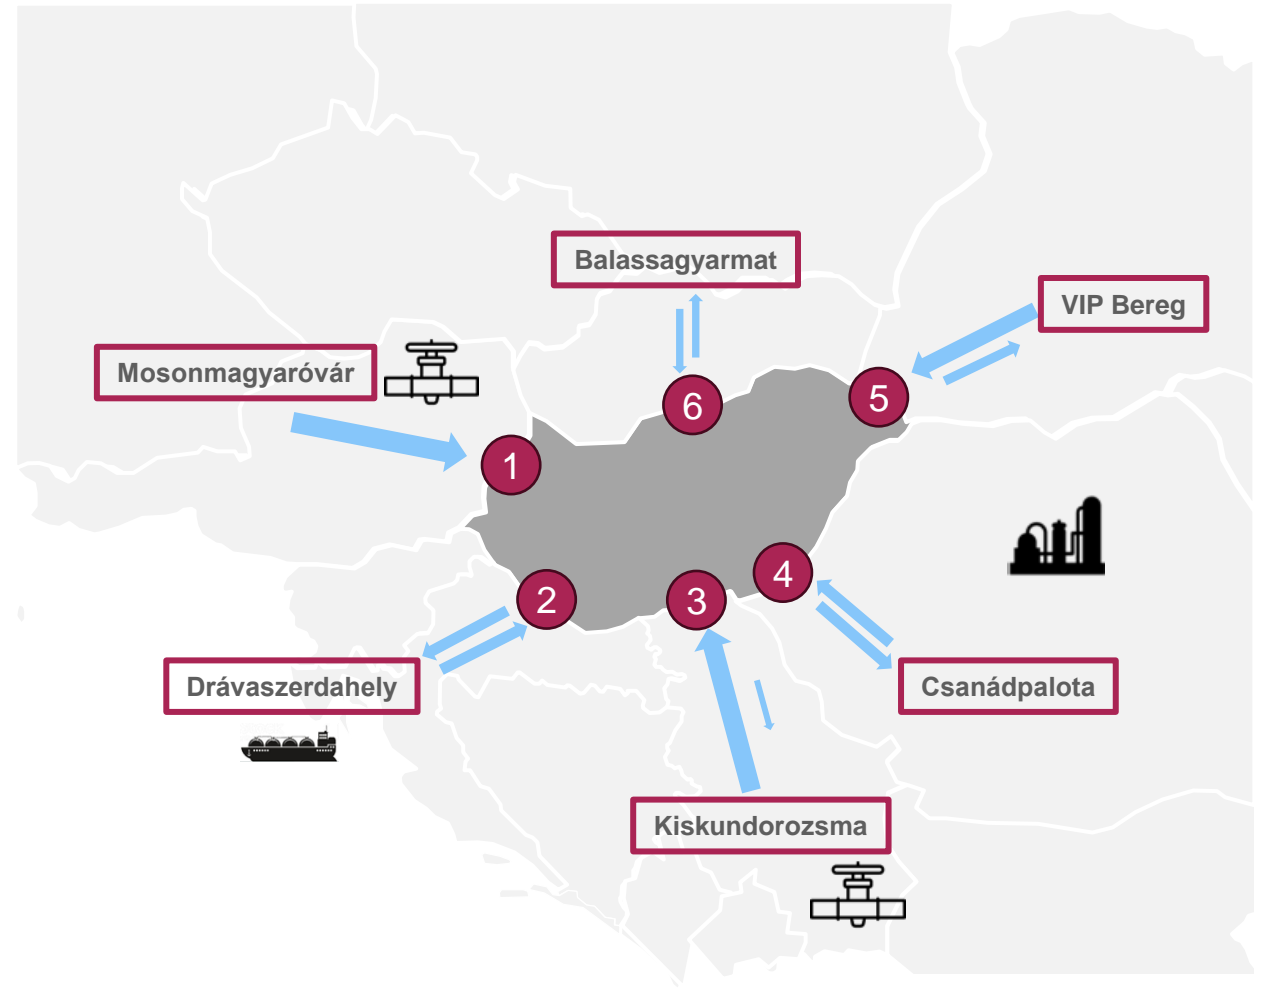 Balassagyarmat
VIP Bereg
Mosonmagyaróvár
6
5
1
4
2
3
Drávaszerdahely
Csanádpalota
Kiskundorozsma